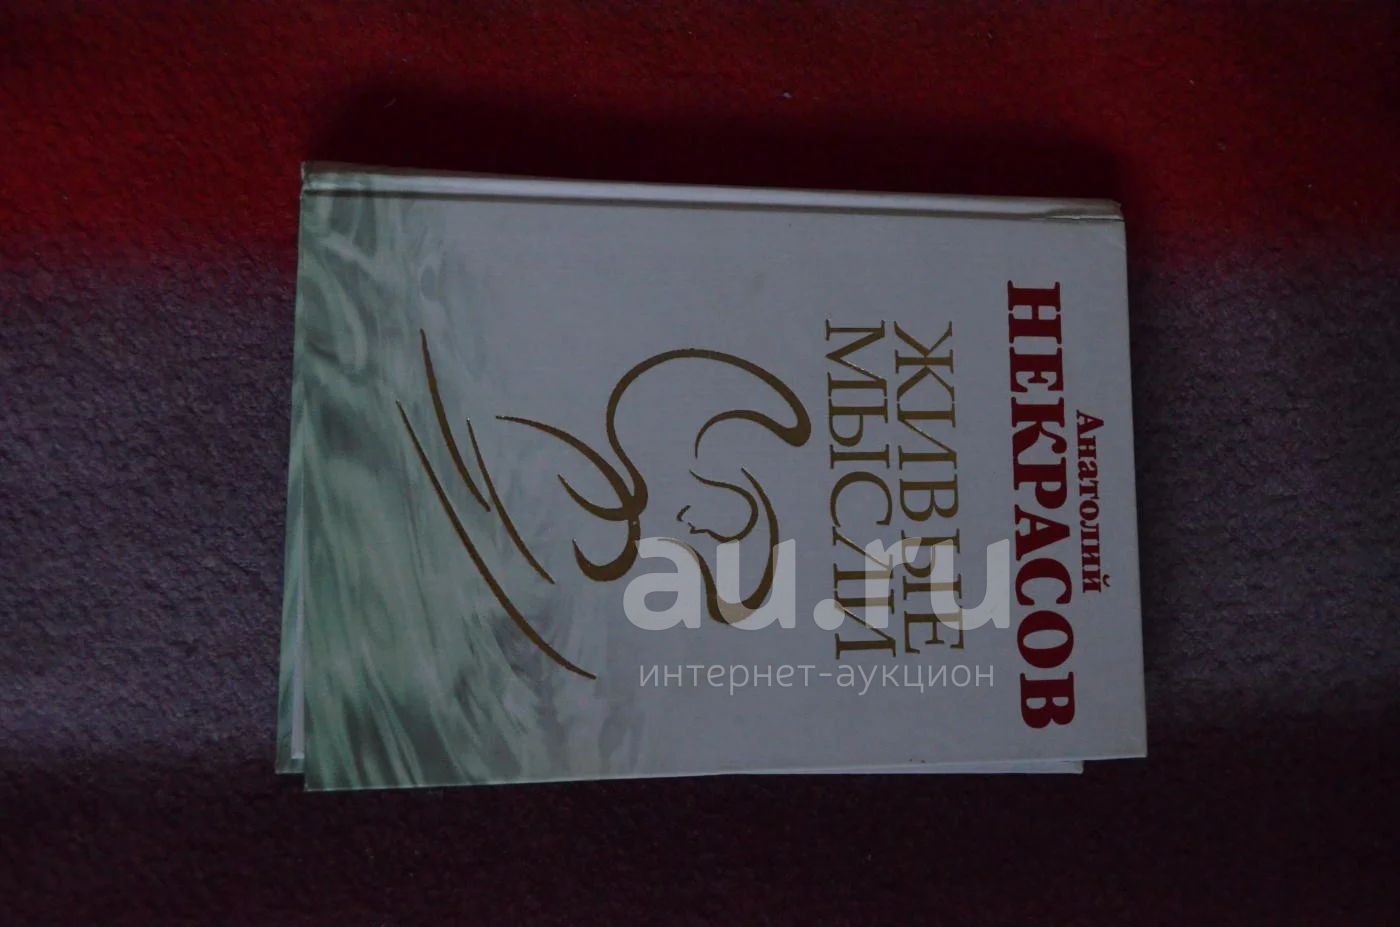 Анатолий
НЕКРАСОВ
ЖИВЫЕ
МЫСЛИ
au.ru
интернет-аукцион